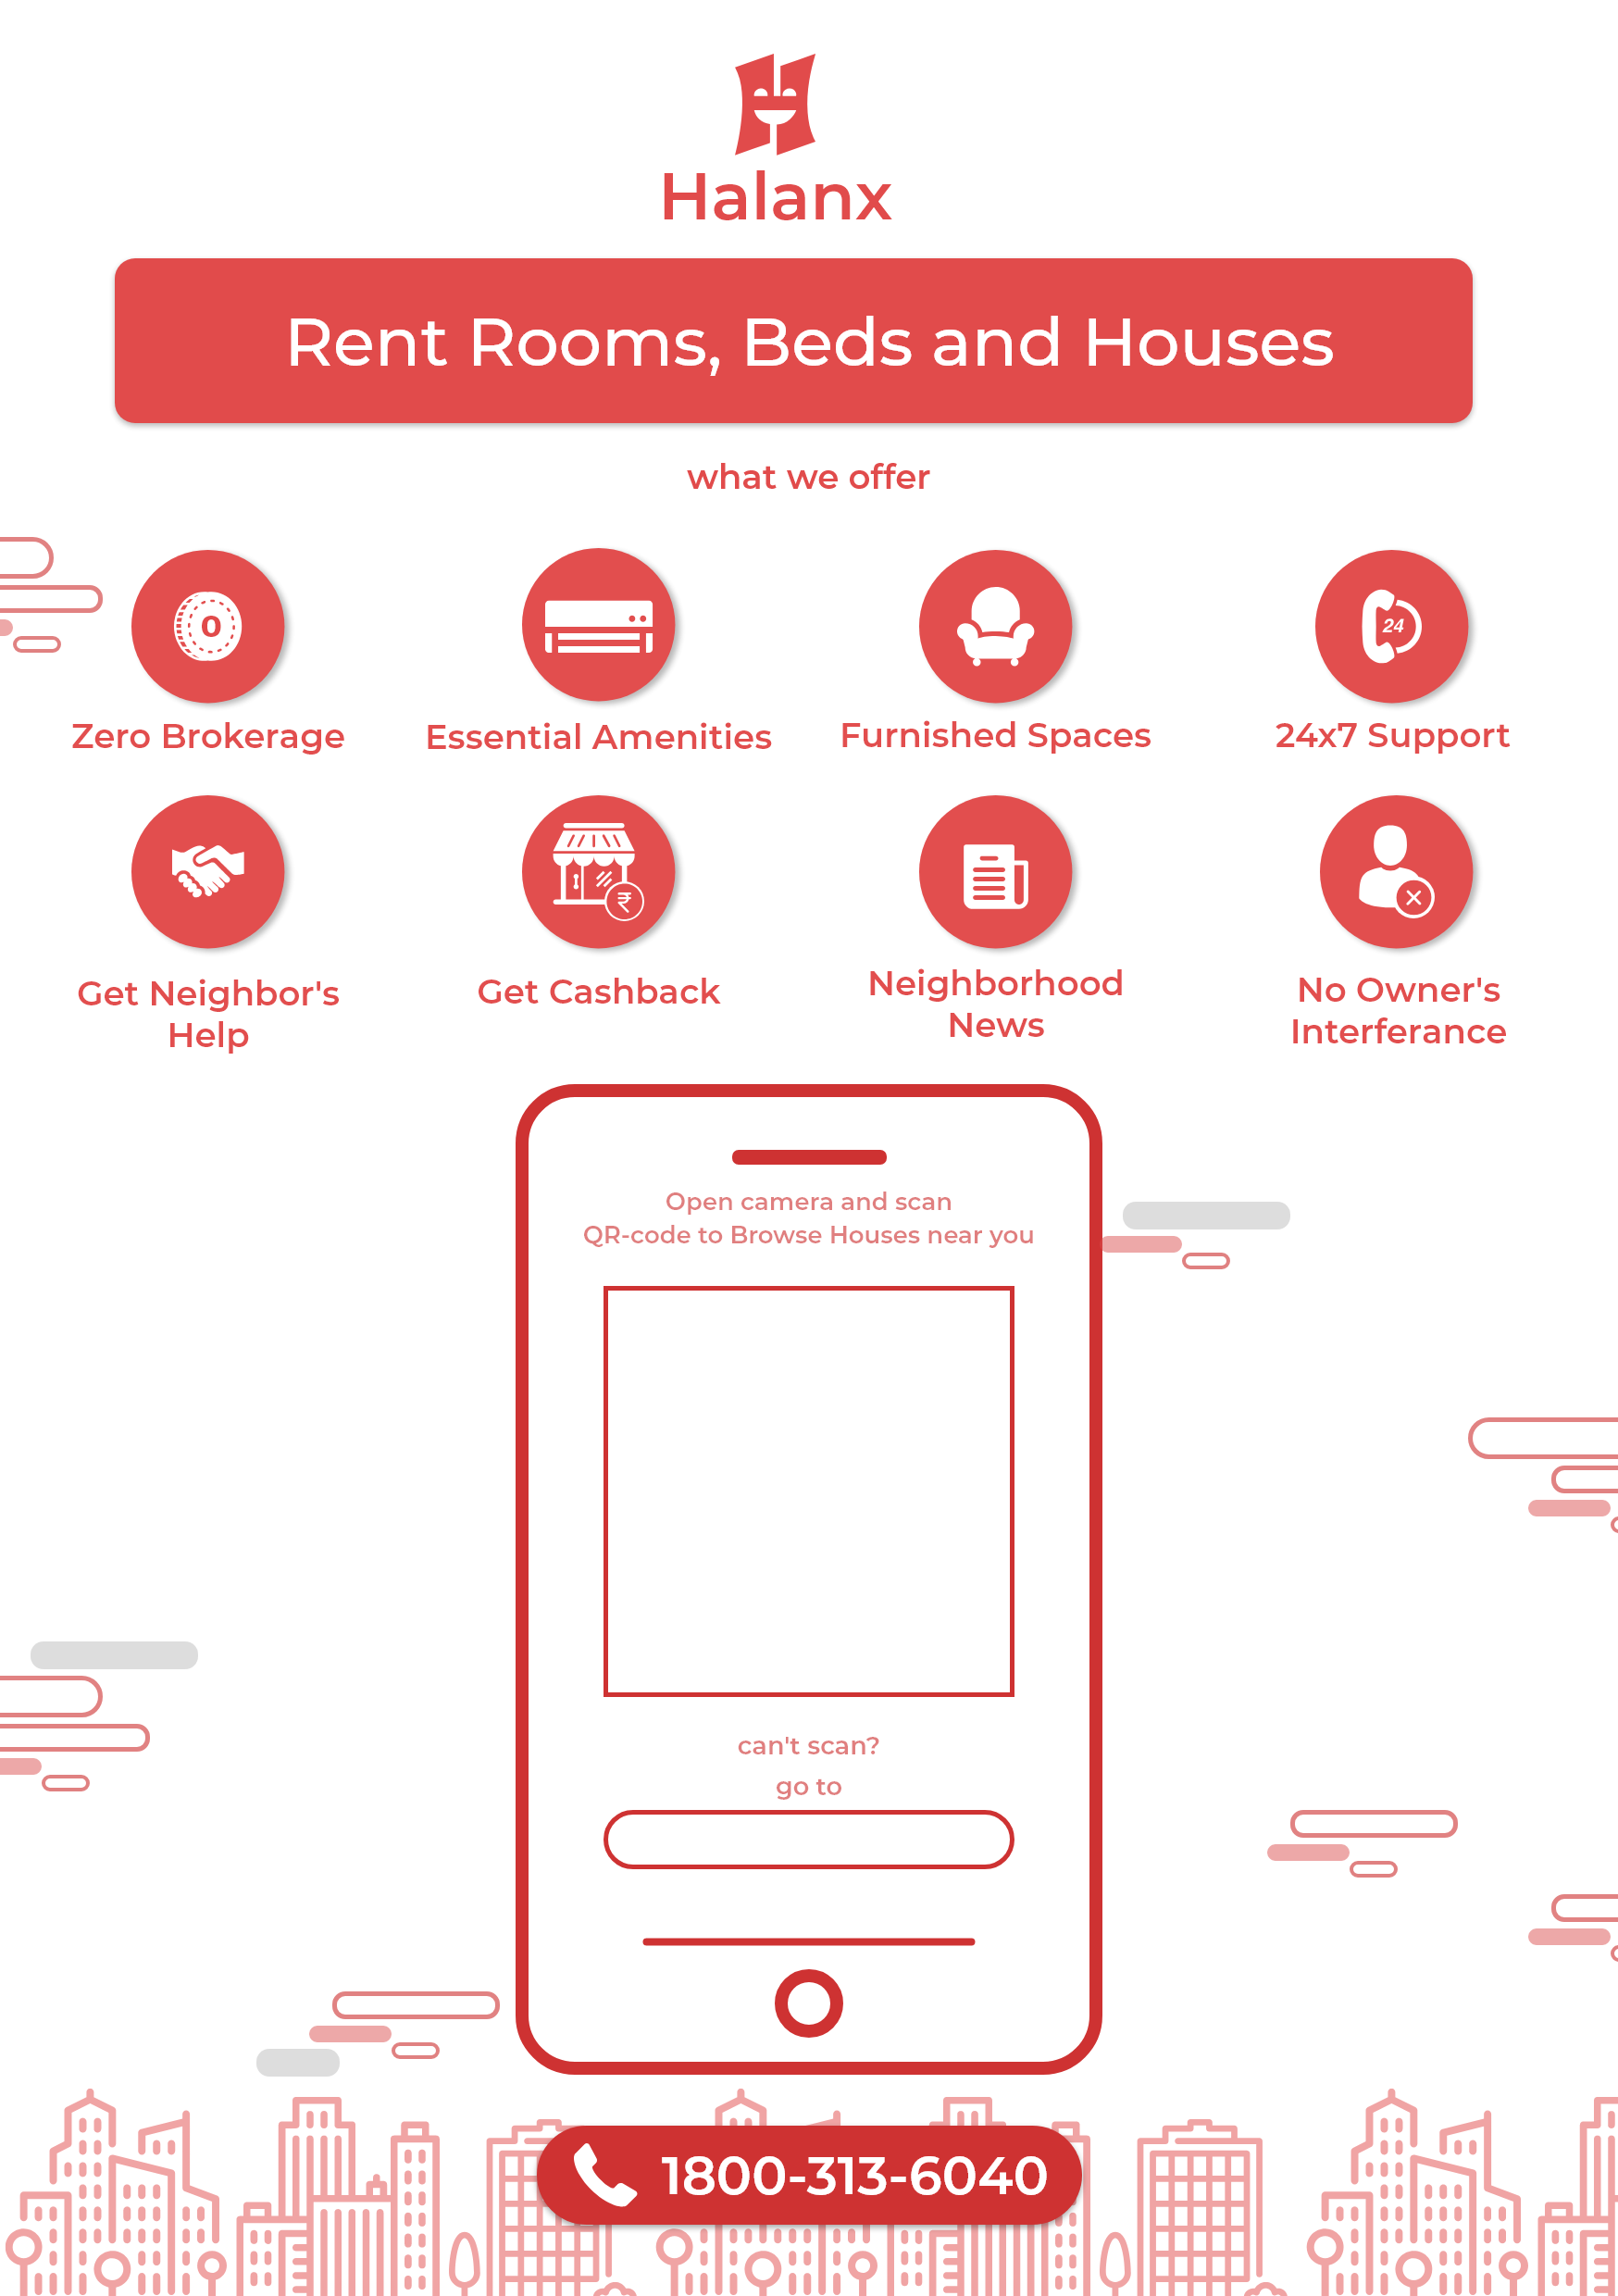 Halanx
Rent Rooms, Beds and Houses
what we offer
0
24
Zero Brokerage
Essential Amenities
Furnished Spaces
24x7 Support
₹
Get Neighbor's
Help
Get Cashback
Neighborhood
News
No Owner's
Interferance
Open camera and scan
QR-code to Browse Houses near you
can't scan?
go to
1800-313-6040